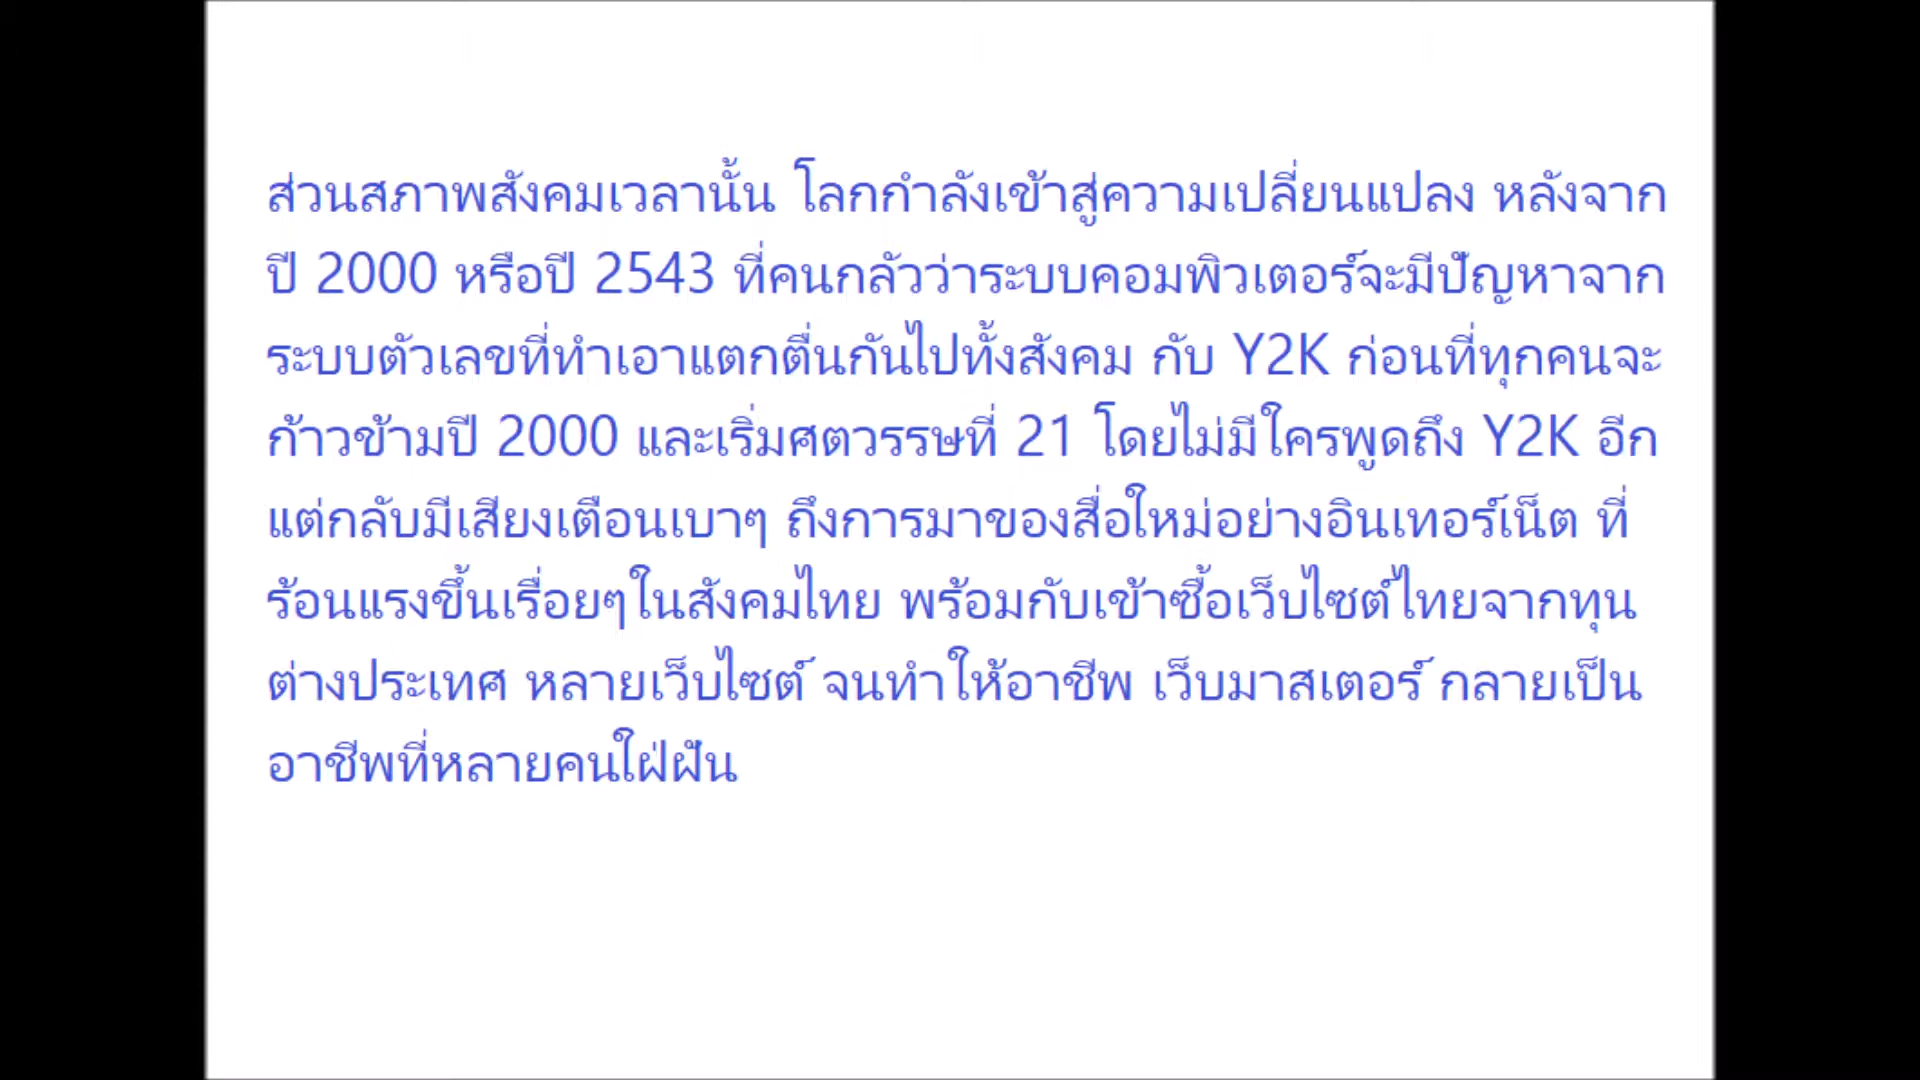 ส่วนสภาพสังคมเวลานั้น โลกกำลังเข้าสู่ความเปลี่ยนแปลง หลังจาก
ปี 2000 หรือปี 2543 ที่คนกลัวว่าระบบคอมพิวเตอร์จะมีปัญหาจาก
ระบบตัวเลขที่ทำเอาแตกตื่นกันไปทั้งสังคม กับ Y2K ก่อนที่ทุกคนจะ
ก้าวข้ามปี 2000 และเริ่มศตวรรษที่ 21 โดยไม่มีใครพูดถึง Y2K อีก
แต่กลับมีเสียงเตือนเบาๆ ถึงการมาของสื่อใหม่อย่างอินเทอร์เน็ต ที่
ร้อนแรงขึ้นเรื่อยๆในสังคมไทย พร้อมกับเข้าซื้อเว็บไซต์ไทยจากทุน
ต่างประเทศ หลายเว็บไซต์ จนทำให้อาชีพ เว็บมาสเตอร์ กลายเป็น
อาชีพที่หลายคนใฝ่ฝัน